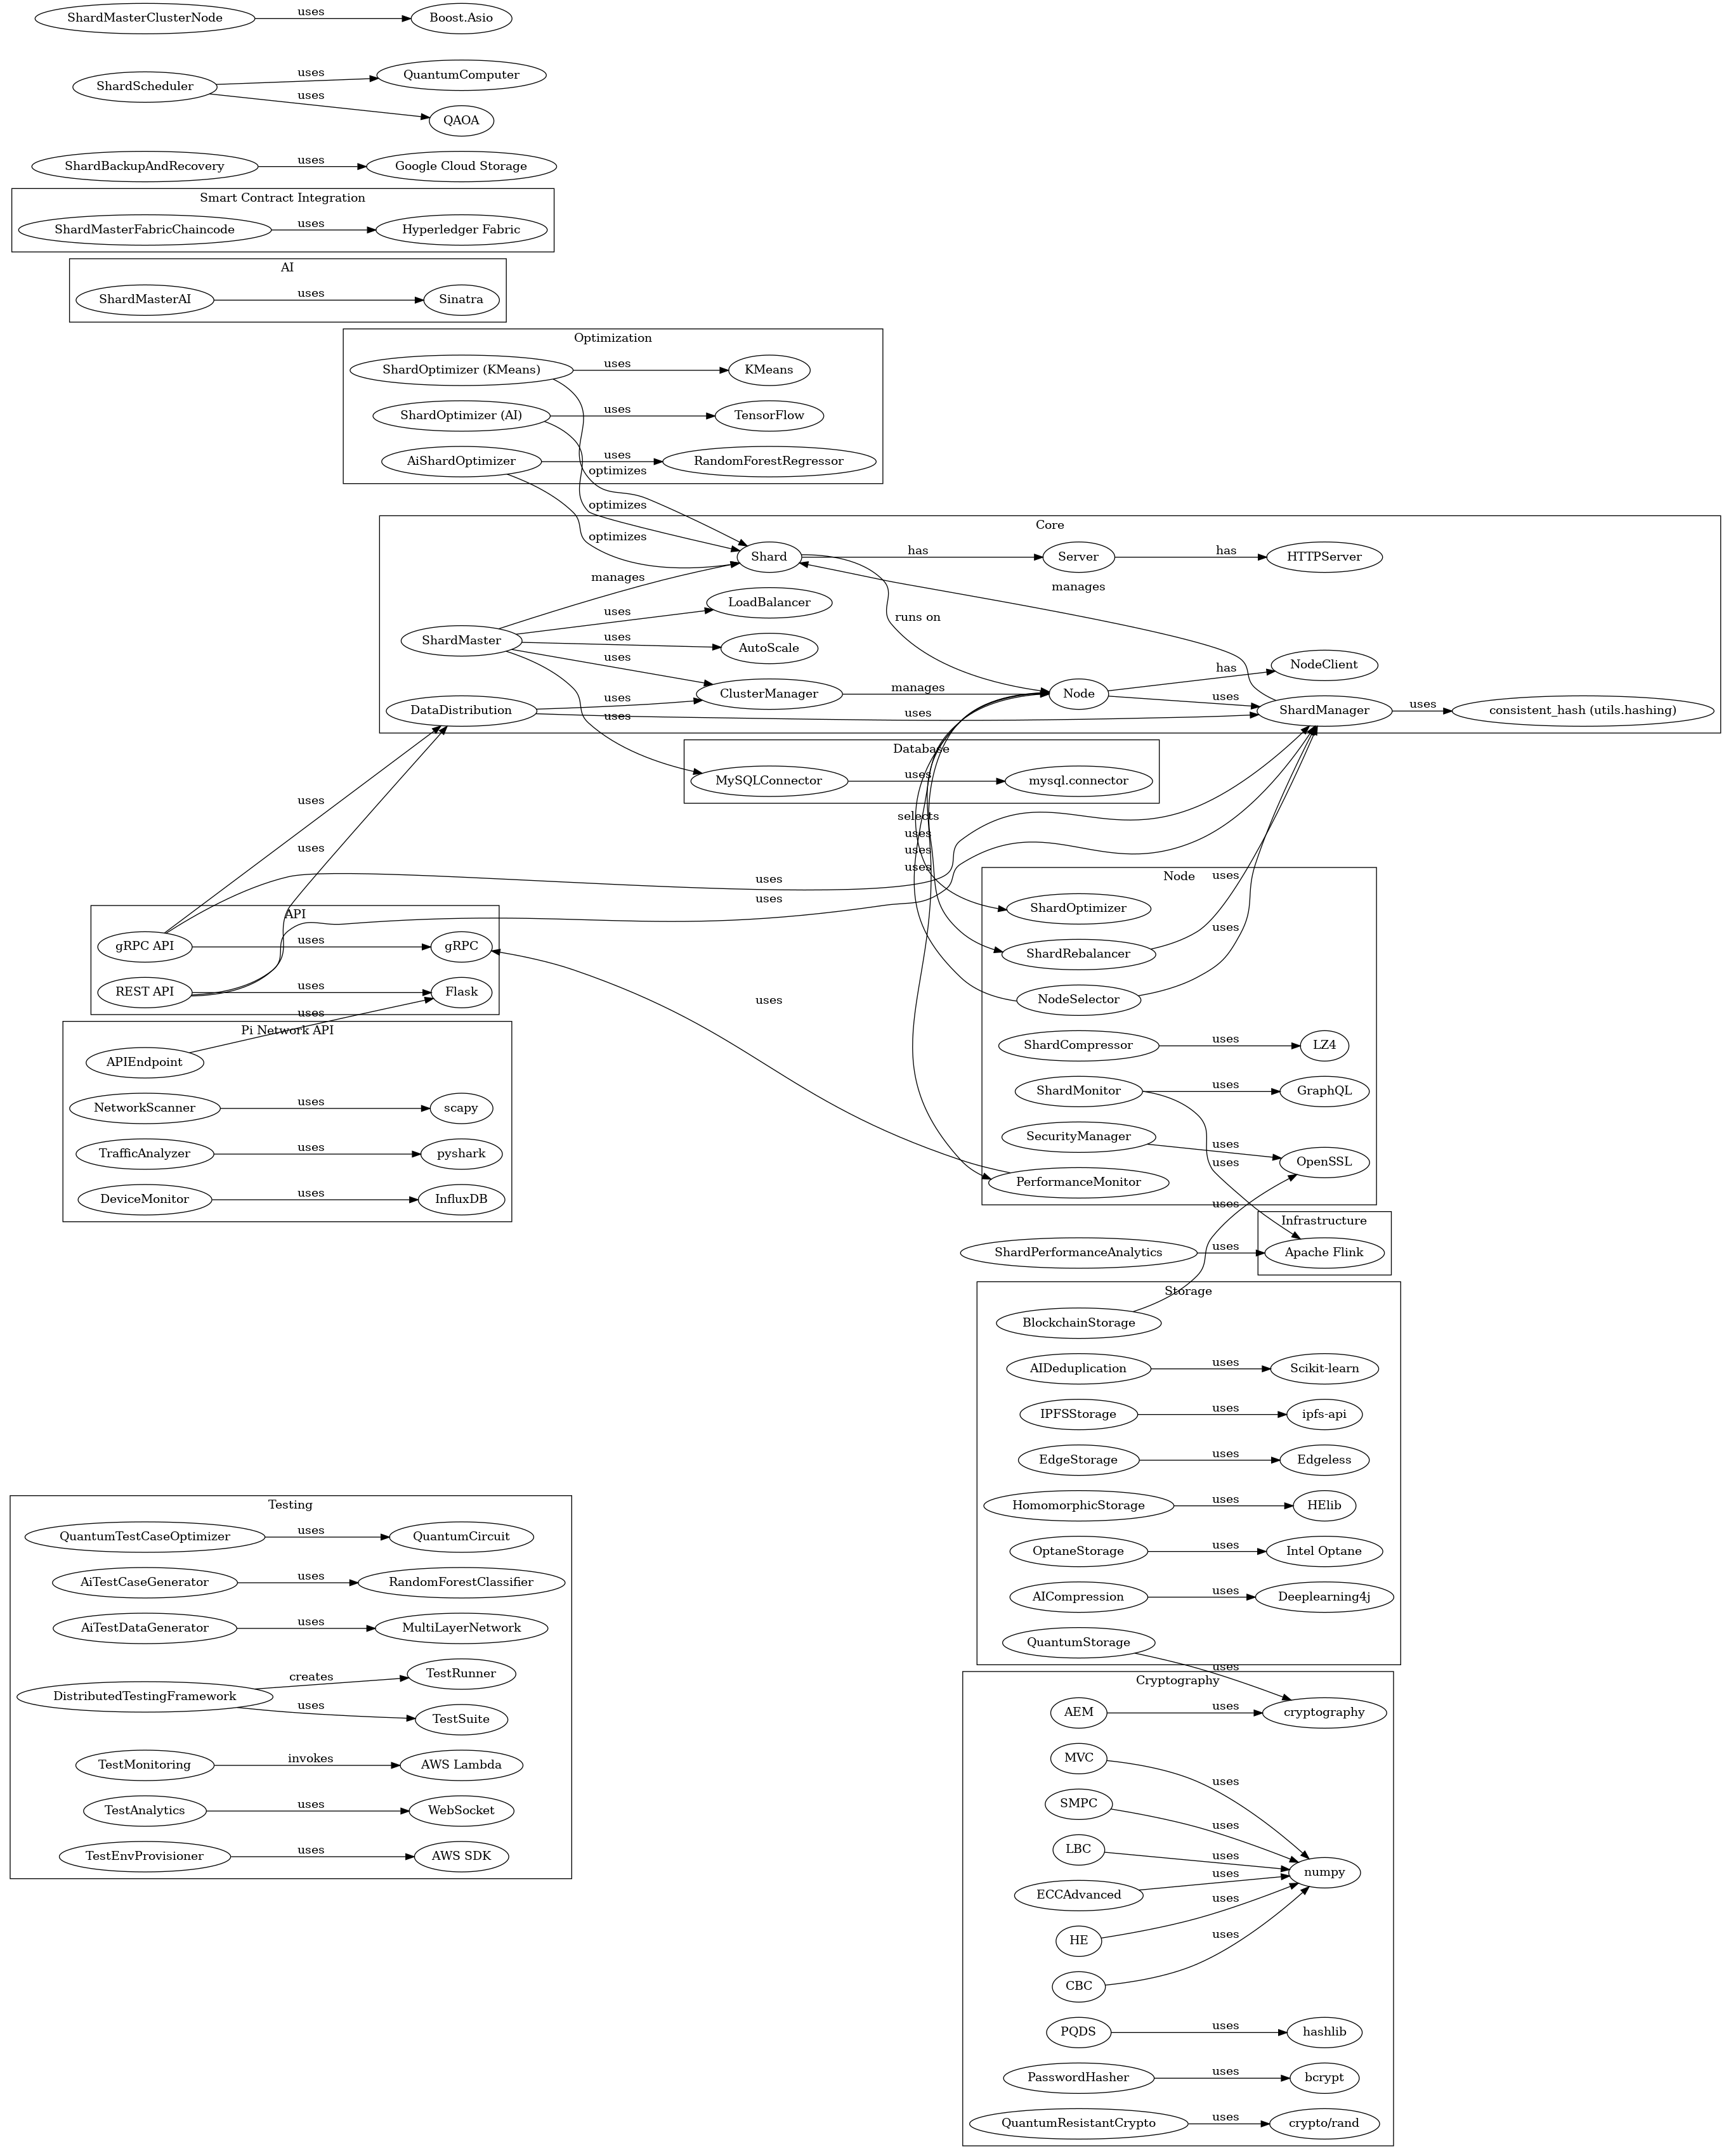 ShardMasterClusterNode
uses
Boost.Asio
ShardScheduler
uses
QuantumComputer
uses
QAOA
ShardBackupAndRecovery
uses
Google Cloud Storage
Smart Contract Integration
ShardMasterFabricChaincode
uses
Hyperledger Fabric
AI
ShardMasterAI
uses
Sinatra
Optimization
ShardOptimizer (KMeans)
uses
KMeans
ShardOptimizer (AI)
uses
TensorFlow
AiShardOptimizer
uses
RandomForestRegressor
optimizes
optimizes
optimizes
Core
Shard
has
Server
has
HTTPServer
manages
manages
LoadBalancer
uses
runs on
ShardMaster
uses
AutoScale
uses
ClusterManager
manages
Node
has
NodeClient
DataDistribution
uses
uses
uses
uses
ShardManager
uses
consistent_hash (utils.hashing)
Database
MySQLConnector
uses
mysql.connector
uses
uses
selects
uses
uses
uses
uses
uses
API
gRPC API
uses
gRPC
REST API
uses
Flask
uses
Pi Network API
APIEndpoint
NetworkScanner
uses
scapy
TrafficAnalyzer
uses
pyshark
DeviceMonitor
uses
InfluxDB
uses
Node
uses
ShardOptimizer
uses
ShardRebalancer
NodeSelector
ShardCompressor
uses
LZ4
ShardMonitor
uses
GraphQL
SecurityManager
uses
OpenSSL
uses
PerformanceMonitor
uses
Infrastructure
ShardPerformanceAnalytics
uses
Apache Flink
Storage
BlockchainStorage
AIDeduplication
uses
Scikit-learn
IPFSStorage
uses
ipfs-api
EdgeStorage
uses
Edgeless
HomomorphicStorage
uses
HElib
OptaneStorage
uses
Intel Optane
AICompression
uses
Deeplearning4j
QuantumStorage
uses
Testing
QuantumTestCaseOptimizer
uses
QuantumCircuit
AiTestCaseGenerator
uses
RandomForestClassifier
AiTestDataGenerator
uses
MultiLayerNetwork
DistributedTestingFramework
creates
TestRunner
uses
TestSuite
TestMonitoring
invokes
AWS Lambda
TestAnalytics
uses
WebSocket
TestEnvProvisioner
uses
AWS SDK
Cryptography
AEM
uses
cryptography
MVC
uses
SMPC
uses
LBC
uses
numpy
ECCAdvanced
uses
HE
uses
CBC
uses
PQDS
uses
hashlib
PasswordHasher
uses
bcrypt
QuantumResistantCrypto
uses
crypto/rand